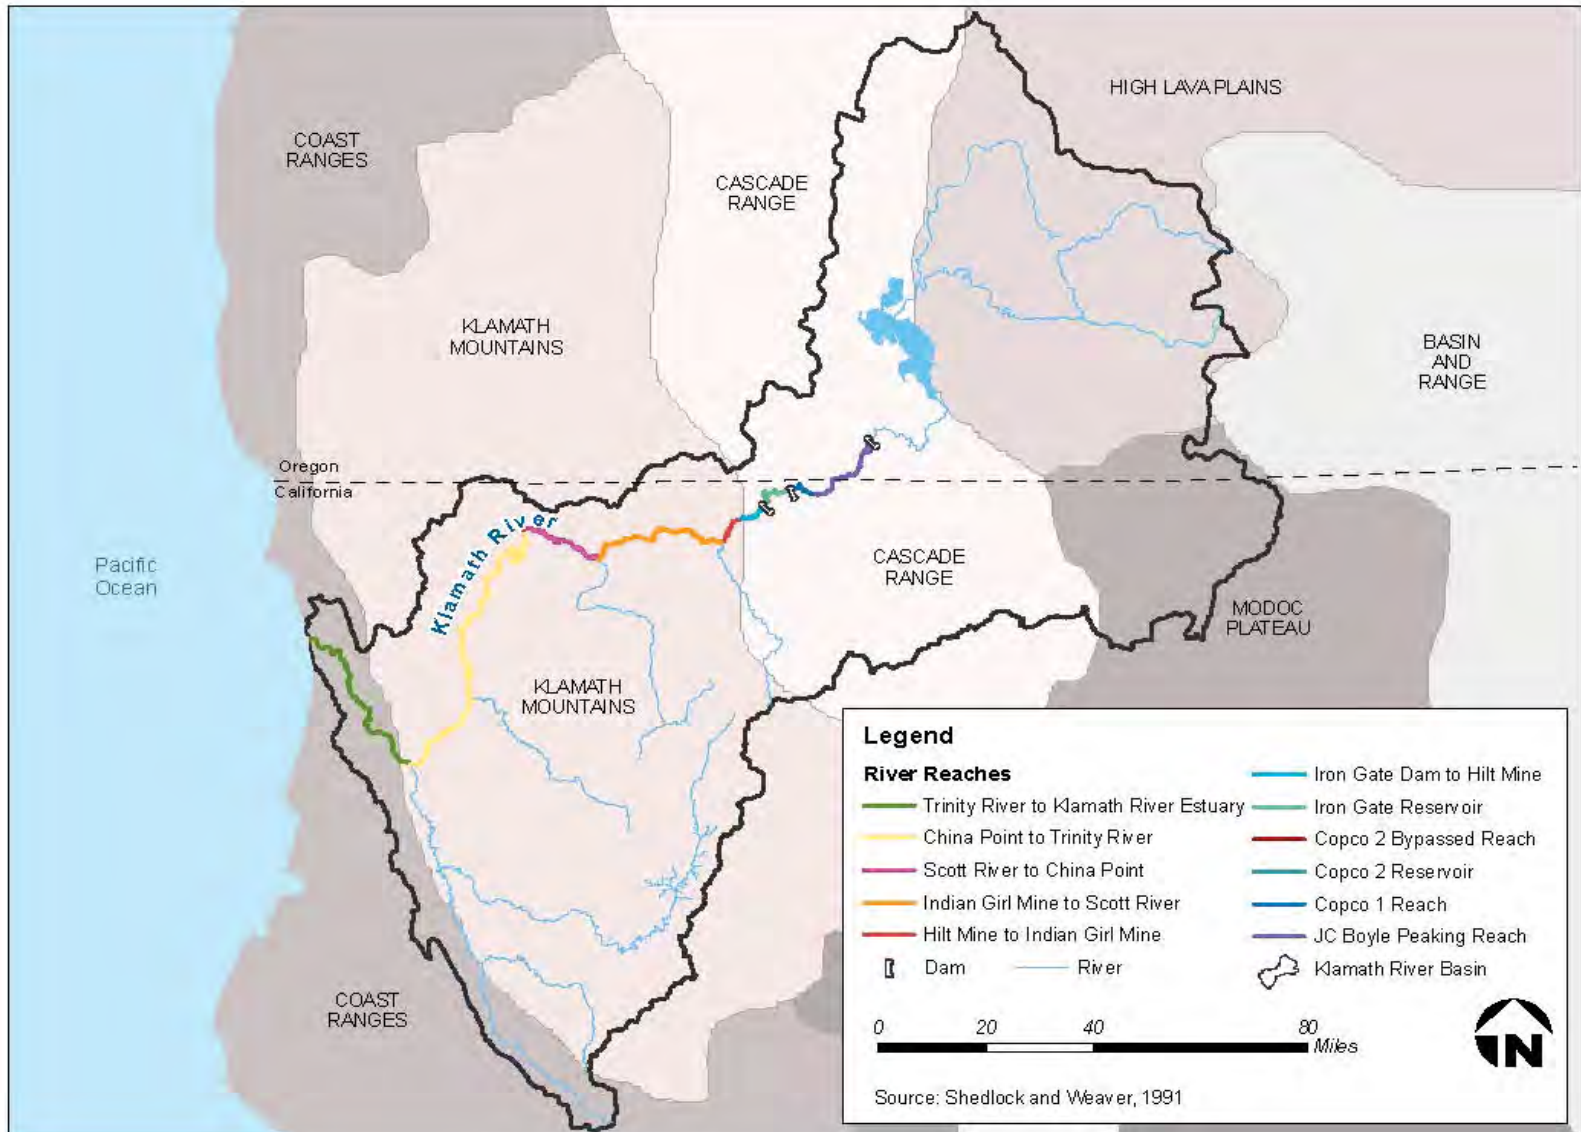 HIGH LAVA PLAINS
COAST
RANGES
CASCADE
RANGE
KLAMATH
MOUNTAINS
BASIN
AND
RANGE
Oregon
California
Klamath River
Pacific
Ocean
CASCADE
RANGE
MODOC
PLATEAU
KLAMATH
MOUNTAINS
COAST
RANGES
Legend
River Reaches
Trinity River to Klamath River Estuary
China Point to Trinity River
Scott River to China Point
Indian Girl Mine to Scott River
Hilt Mine to Indian Girl Mine
Dam
River
Iron Gate Dam to Hilt Mine
Iron Gate Reservoir
Copco 2 Bypassed Reach
Copco 2 Reservoir
Copco 1 Reach
JC Boyle Peaking Reach
Klamath River Basin
0 20 40 80
Miles
N
Source: Shedlock and Weaver, 1991